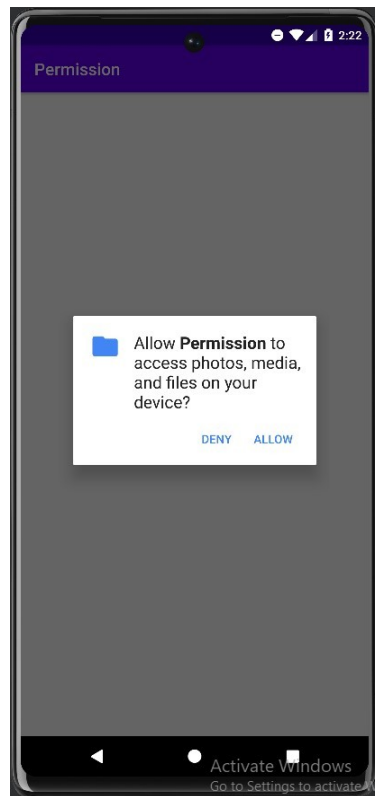 2:22
Permission
Allow Permission to
access photos, media,
and files on your
device?
DENY ALLOW
Activate Windows
Go to Settings to activate W